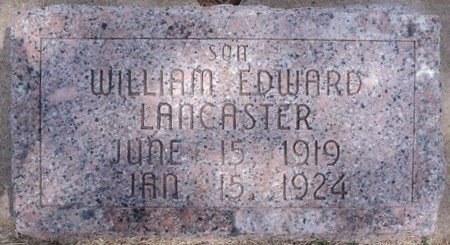 SON
WILLIAM EDWARD
LANCASTER
JUNE 15, 1919
JAN. 15, 1924